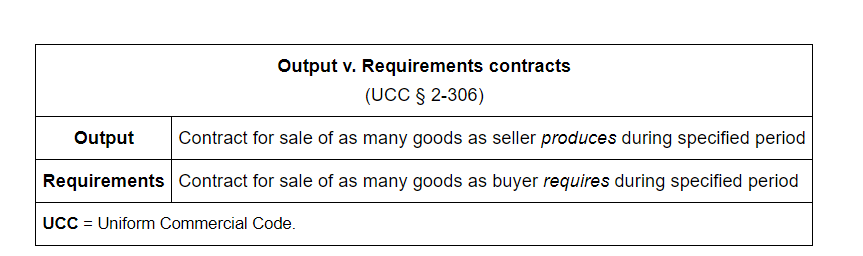 Output v. Requirements contracts
(UCC § 2-306)
Output Contract for sale of as many goods as seller produces during specified period
Requirements Contract for sale of as many goods as buyer requires during specified period
UCC = Uniform Commercial Code.